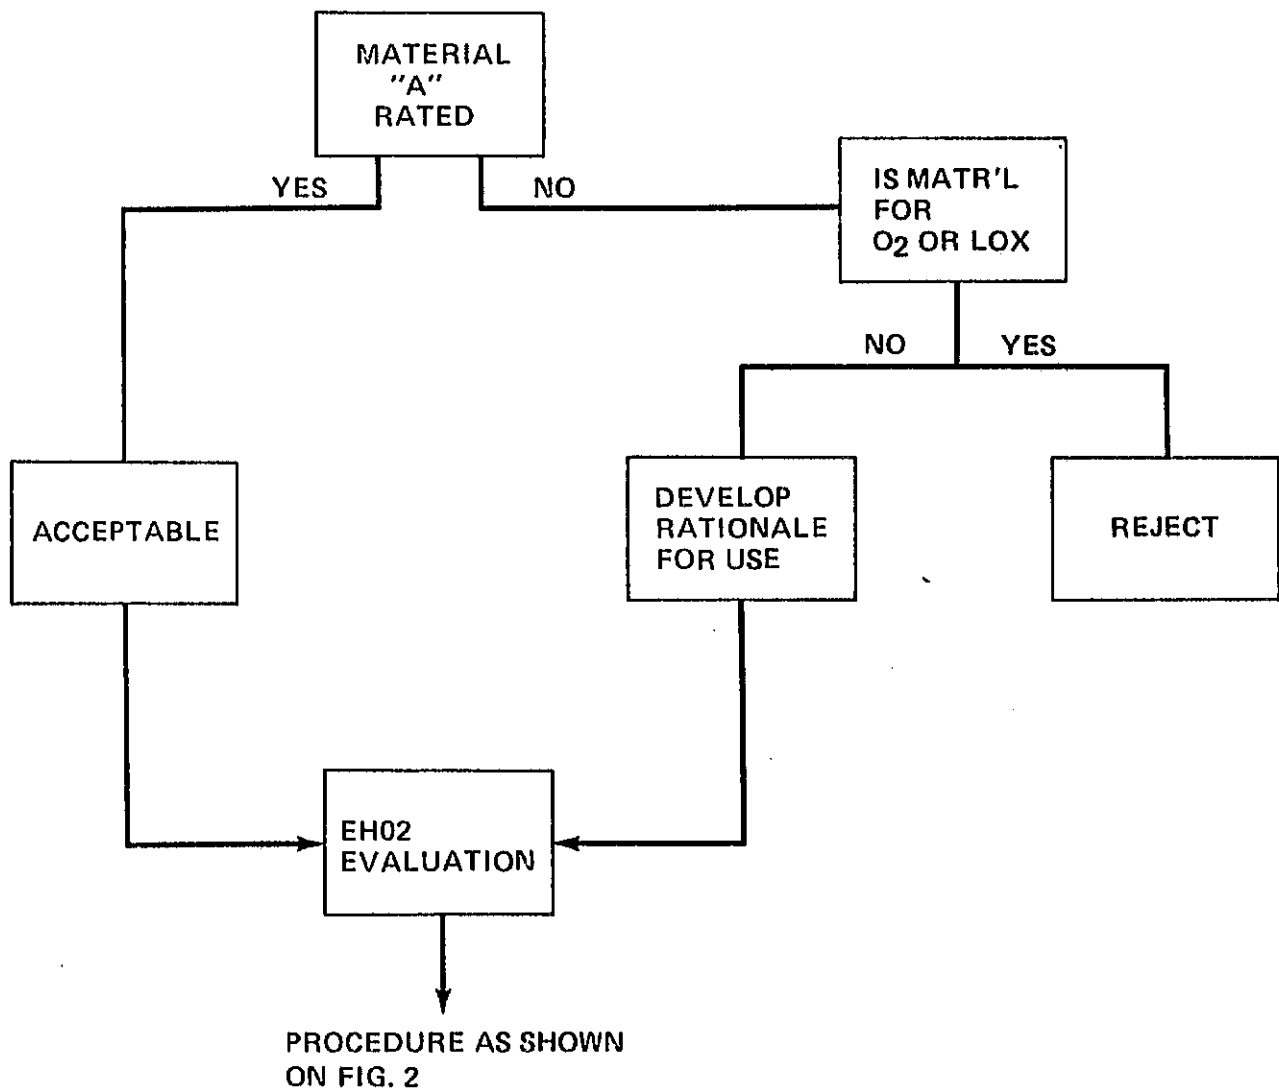 MATERIAL
"A"
RATED
YES
NO
IS MATR'L
FOR
O2 OR LOX
NO
YES
ACCEPTABLE
DEVELOP
RATIONALE
FOR USE
REJECT
EH02
EVALUATION
PROCEDURE AS SHOWN
ON FIG. 2